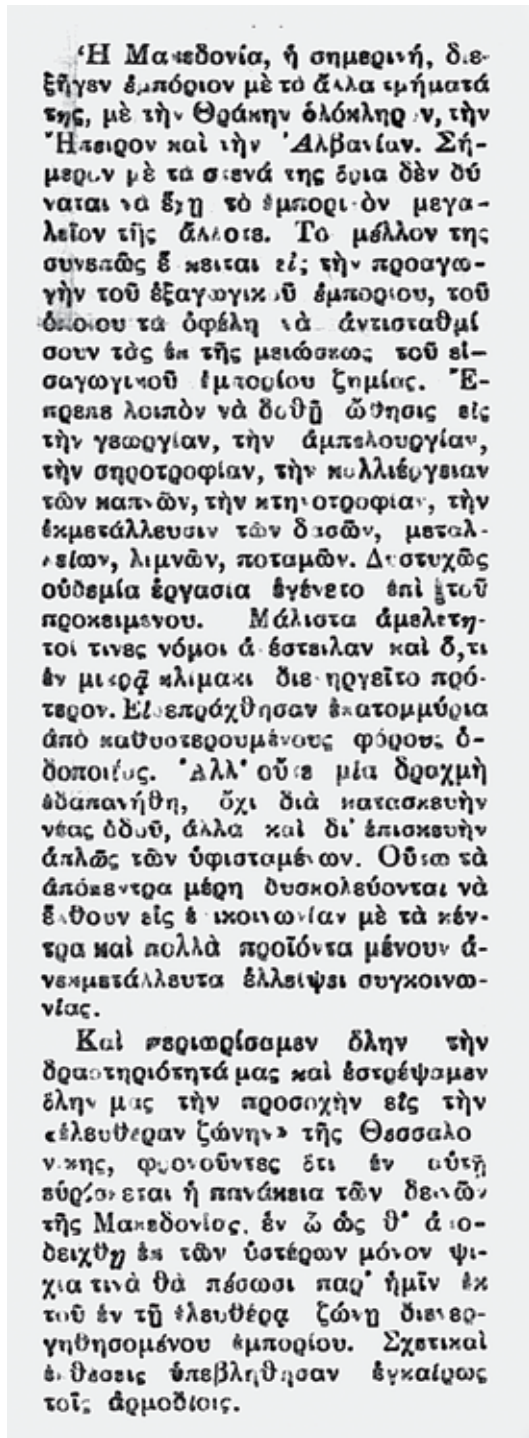 Ἡ Μακεδονία, ἡ σημερινή, διε-
ξῆγεν ἐμπόριον μὲ τὰ ἄλλα τμήματά
της, μὲ τὴν Θράκην ὁλόκληρον, τὴν
Ἤπειρον καὶ τὴν Ἀλβανίαν. Σή-
μερον μὲ τὰ στενά της ὅρια δὲν δύ
ναται νὰ ἔχῃ τὸ ἐμπορικὸν μεγα-
λεῖον τῆς ἄλλοτε. Τὸ μέλλον της
συνεπῶς ἔγκειται εἰς τὴν προαγω-
γὴν τοῦ ἐξαγωγικοῦ ἐμπορίου, τοῦ
ὁποίου τὰ ὀφέλη νὰ ἀντισταθμί
σουν τὰς ἐκ τῆς μειώσεως τοῦ εἰ-
σαγωγικοῦ ἐμπορίου ζημίας. Ἔ-
πρεπε λοιπὸν νὰ δοθῇ ὤθησις εἰς
τὴν γεωργίαν, τὴν ἀμπελουργίαν,
τὴν σηροτροφίαν, τὴν καλλιέργειαν
τῶν καπνῶν, τὴν κτηνοτροφίαν, τὴν
ἐκμετάλλευσιν τῶν δασῶν, μεταλ-
λείων, λιμνῶν, ποταμῶν. Δυστυχῶς
οὐδεμία ἐργασία ἐγένετο ἐπὶ τοῦ
προκειμένου. Μάλιστα ἀμελετη-
τοί τινες νόμοι ἀνέστειλαν καὶ ὅ,τι
ἐν μικρᾷ κλίμακι διενηργεῖτο πρό-
τερον. Εἰσεπράχθησαν ἑκατομμύρια
ἀπὸ καθυστερουμένους φόρους ὁ-
δοποιίας. Ἀλλ' οὔτε μία δραχμὴ
ἐδαπανήθη, ὄχι διὰ κατασκευὴν
νέας ὁδοῦ, ἀλλὰ καὶ δι' ἐπισκευὴν
ἁπλῶς τῶν ὑφισταμένων. Οὕτω τὰ
ἀπόκεντρα μέρη δυσκολεύονται νὰ
ἔλθουν εἰς ἐπικοινωνίαν μὲ τὰ κέν-
τρα καὶ πολλὰ προϊόντα μένουν ἀ-
νεκμετάλλευτα ἐλλείψει συγκοινω-
νίας.
Καὶ περιωρίσαμεν ὅλην τὴν
δραστηριότητά μας καὶ ἐστρέψαμεν
ὅλην μας τὴν προσοχὴν εἰς τὴν
«ἐλευθέραν ζώνην» τῆς Θεσσαλο
νίκης, φρονοῦντες ὅτι ἐν αὐτῇ
εὑρίσκεται ἡ πανάκεια τῶν δεινῶν
τῆς Μακεδονίας, ἐν ᾧ ὡς θ' ἀπο-
δειχθῇ ἐκ τῶν ὑστέρων μόνον ψι-
χία τινὰ θὰ πέσωσι παρ' ἡμῖν ἐκ
τοῦ ἐν τῇ ἐλευθέρᾳ ζώνῃ διενερ-
γηθησομένου ἐμπορίου. Σχετικαὶ
ἐκθέσεις ὑπεβλήθησαν ἐγκαίρως
τοῖς ἁρμοδίοις.